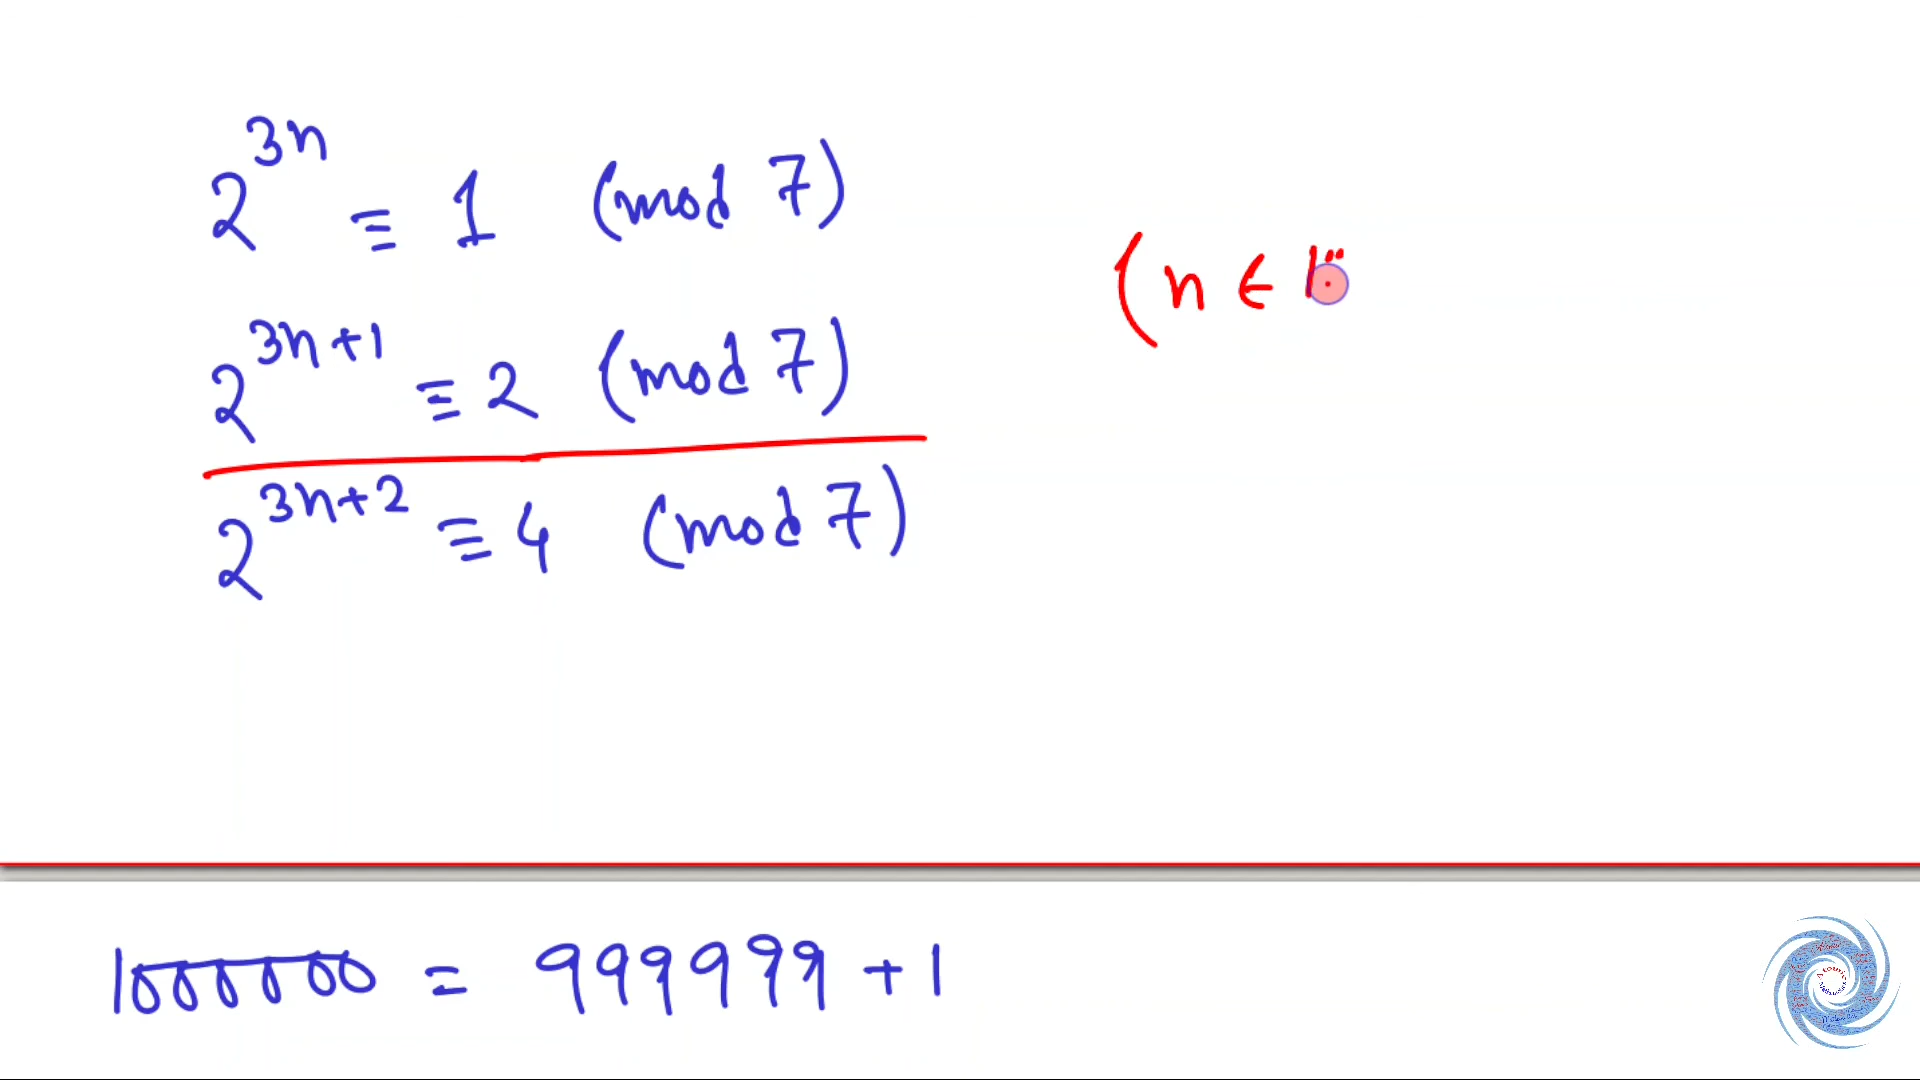 2^{3n} ≡ 1 (mod 7)
2^{3n+1} ≡ 2 (mod 7)
2^{3n+2} ≡ 4 (mod 7)
(n ∈
1000000 = 999999 + 1